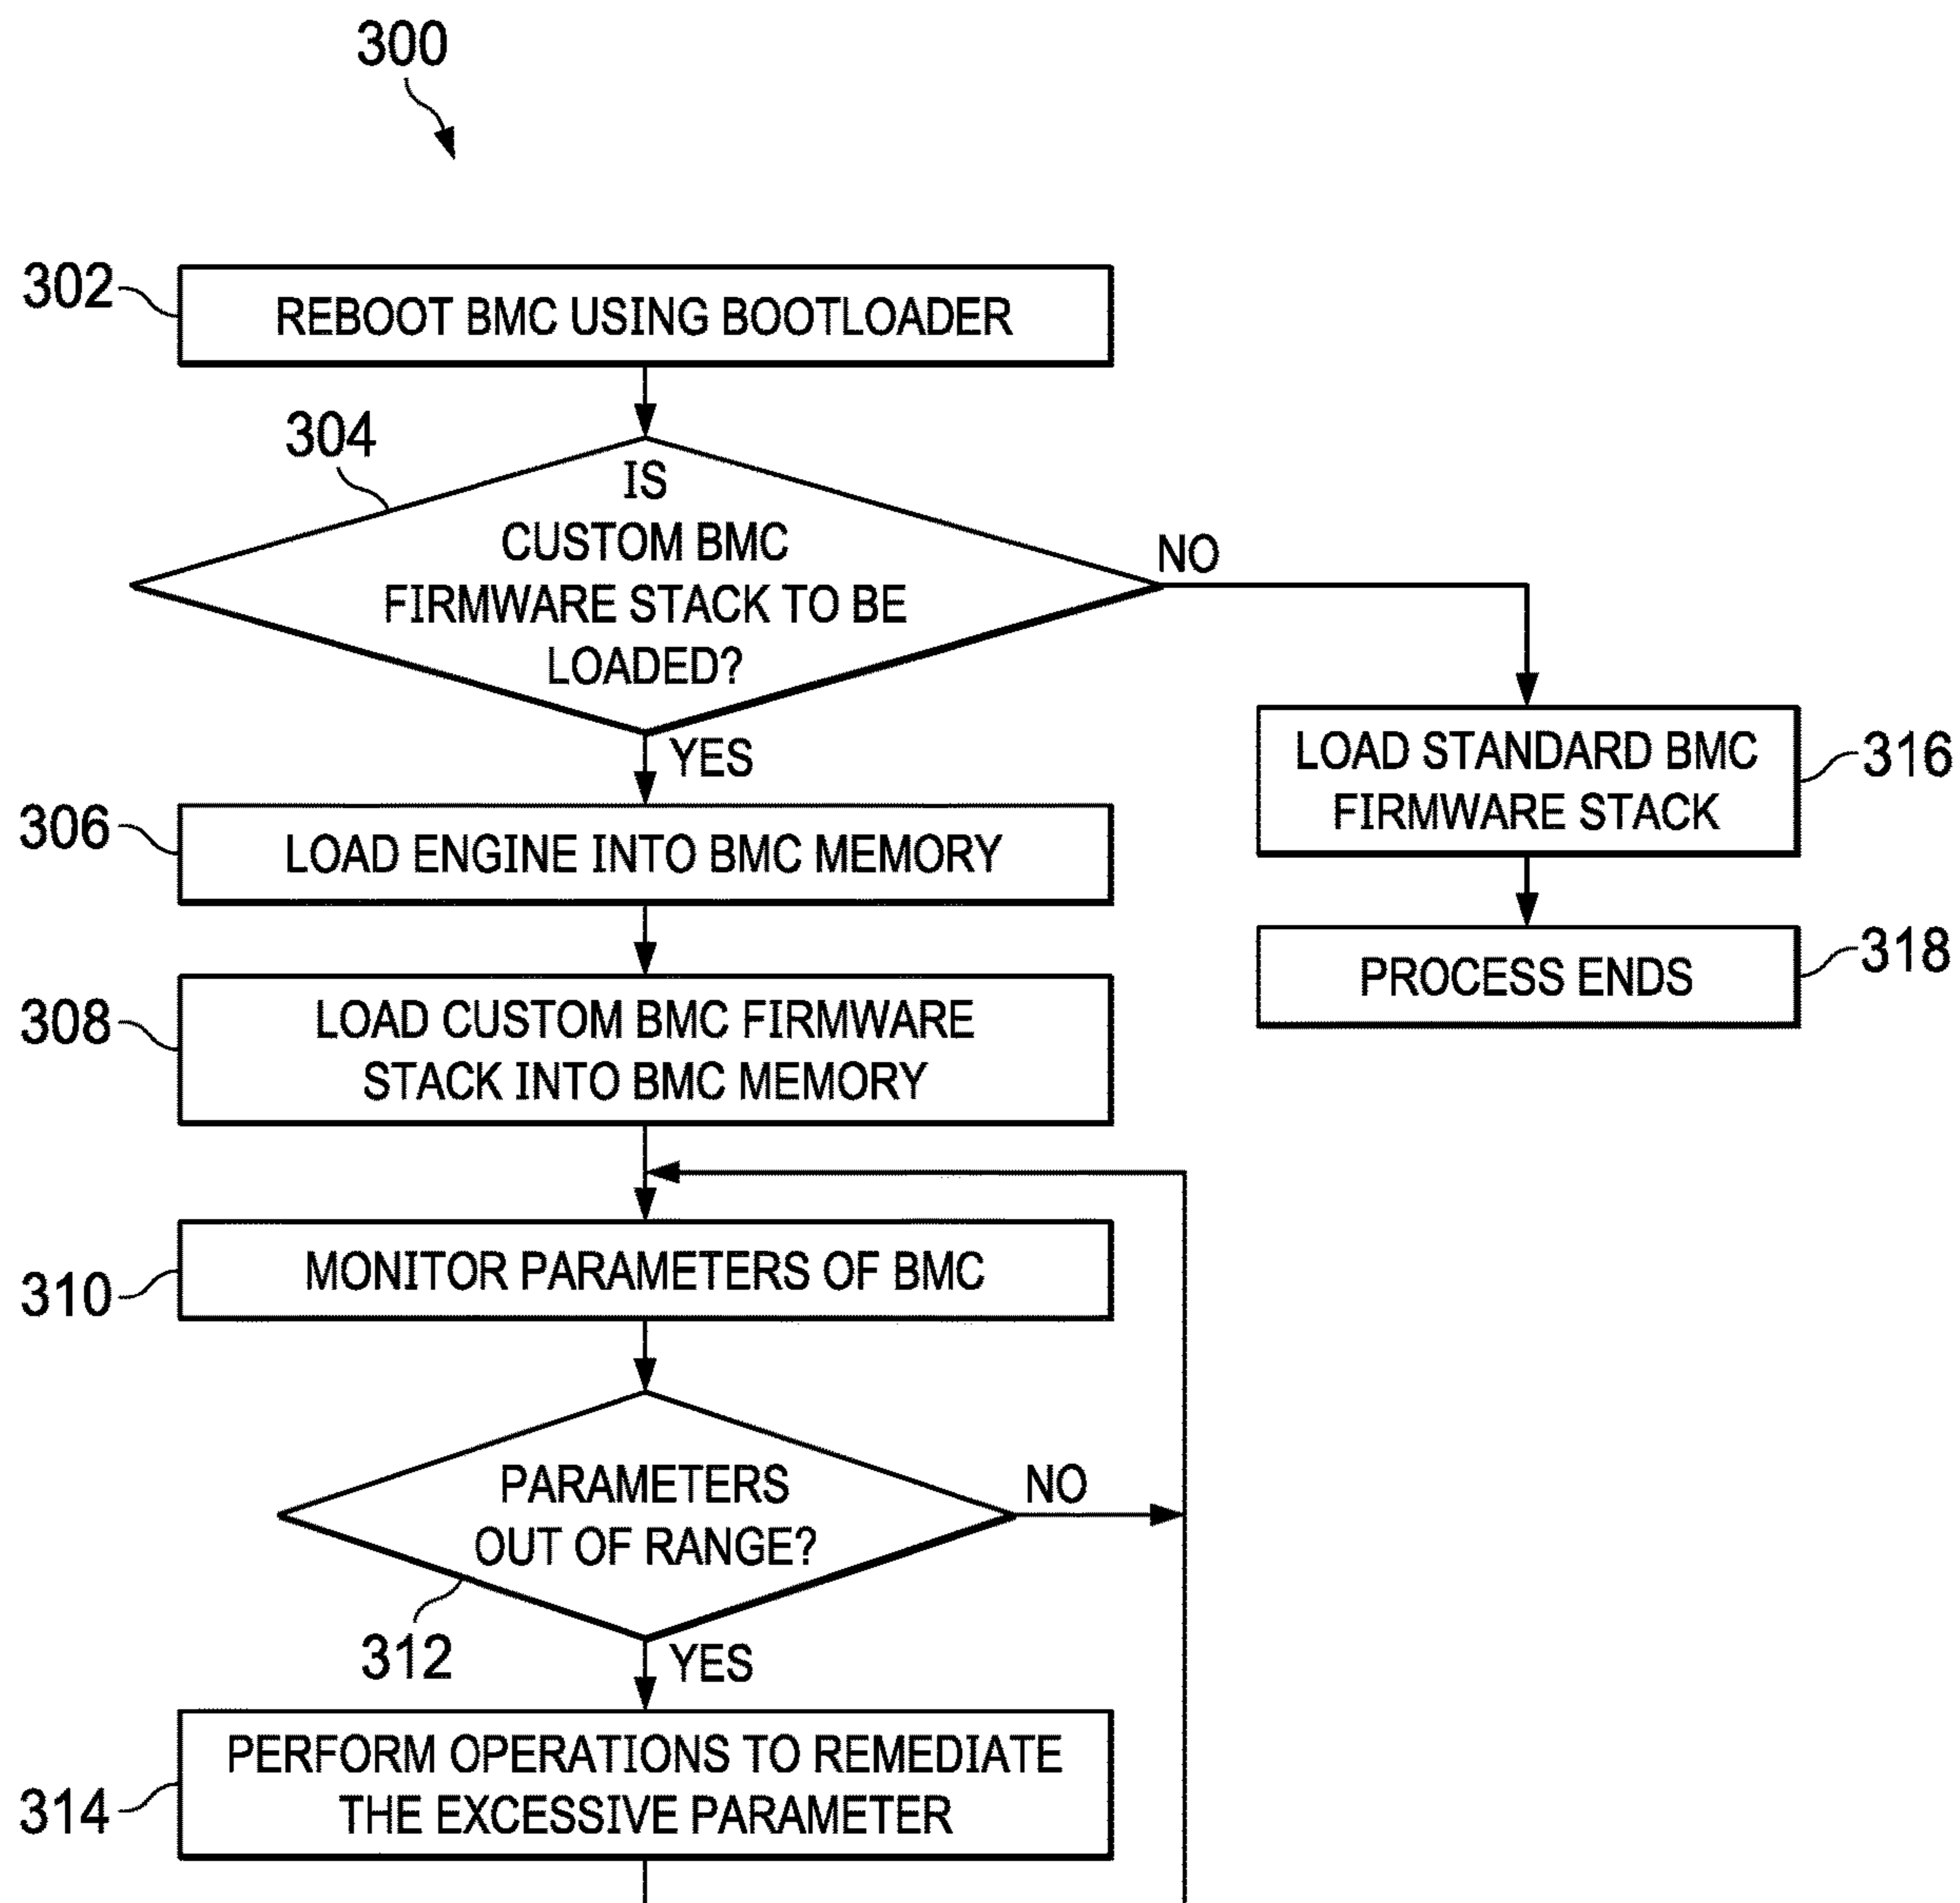 300
302
REBOOT BMC USING BOOTLOADER
304
IS
CUSTOM BMC
FIRMWARE STACK TO BE
LOADED?
NO
YES
LOAD STANDARD BMC
FIRMWARE STACK
316
306
LOAD ENGINE INTO BMC MEMORY
PROCESS ENDS
318
308
LOAD CUSTOM BMC FIRMWARE
STACK INTO BMC MEMORY
310
MONITOR PARAMETERS OF BMC
PARAMETERS
OUT OF RANGE?
NO
312
YES
314
PERFORM OPERATIONS TO REMEDIATE
THE EXCESSIVE PARAMETER